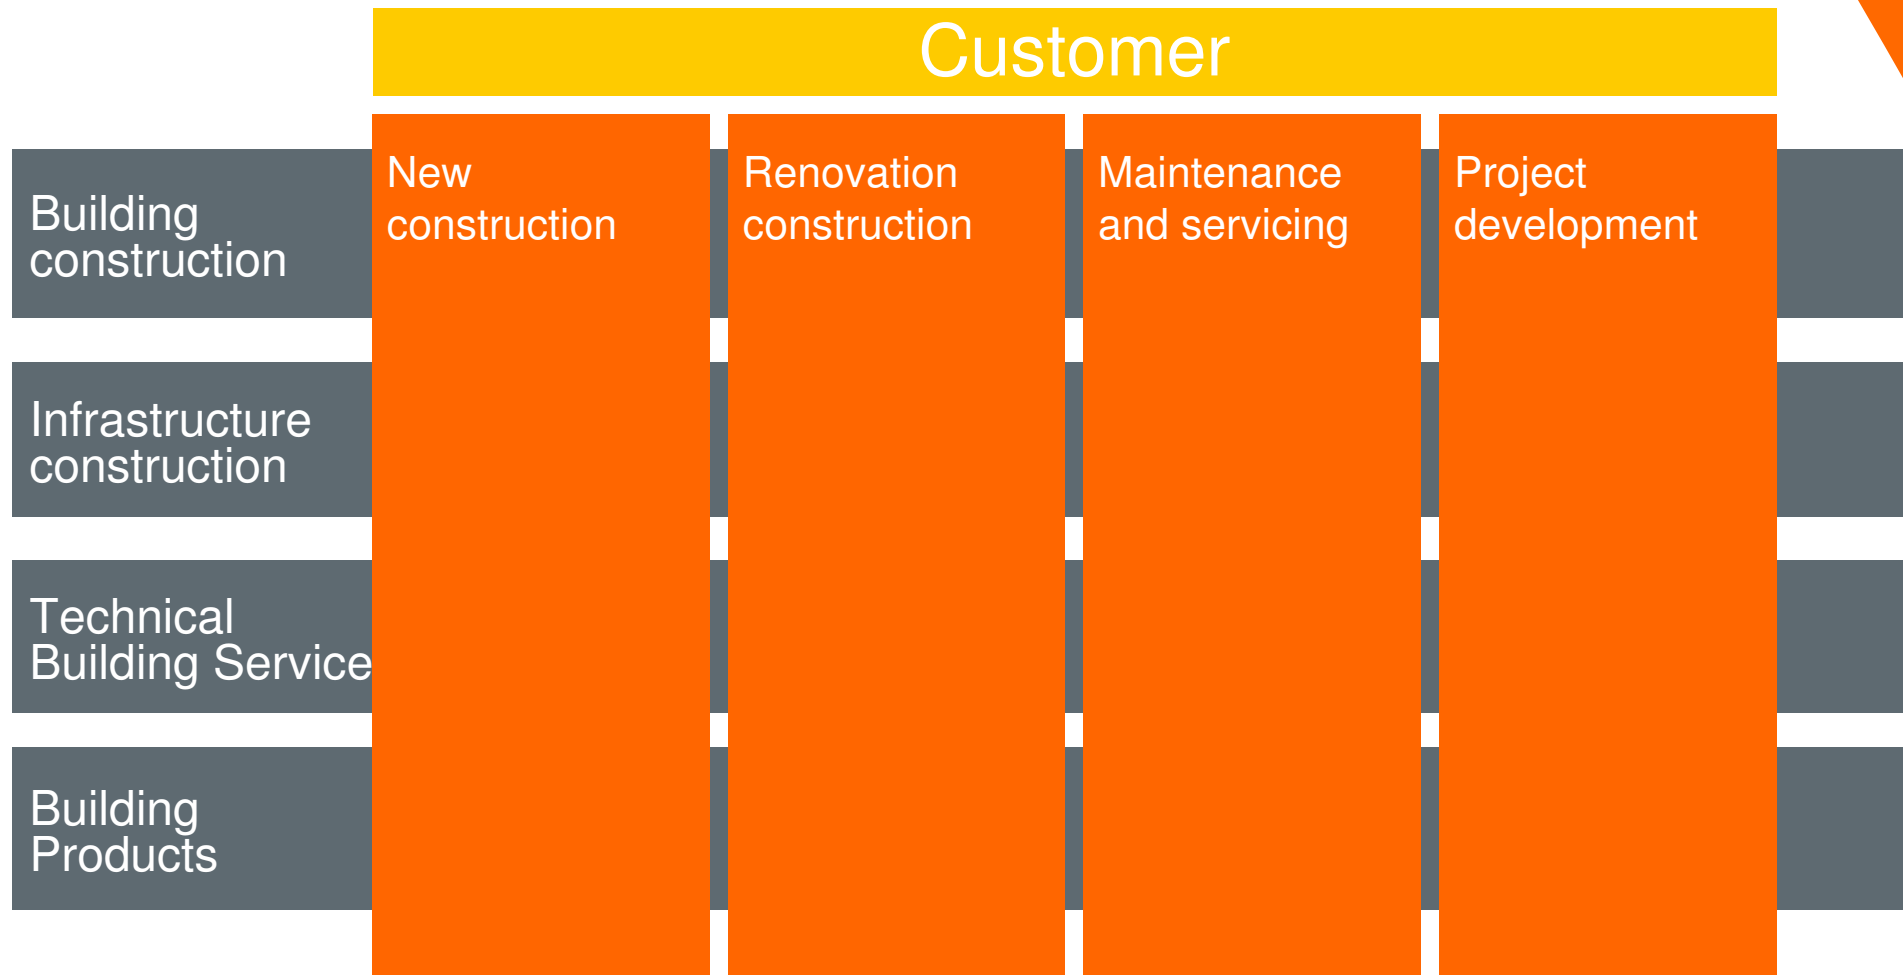 Customer
New
construction
Renovation
construction
Maintenance
and servicing
Project
development
Building
construction
Infrastructure
construction
Technical
Building Service
Building
Products